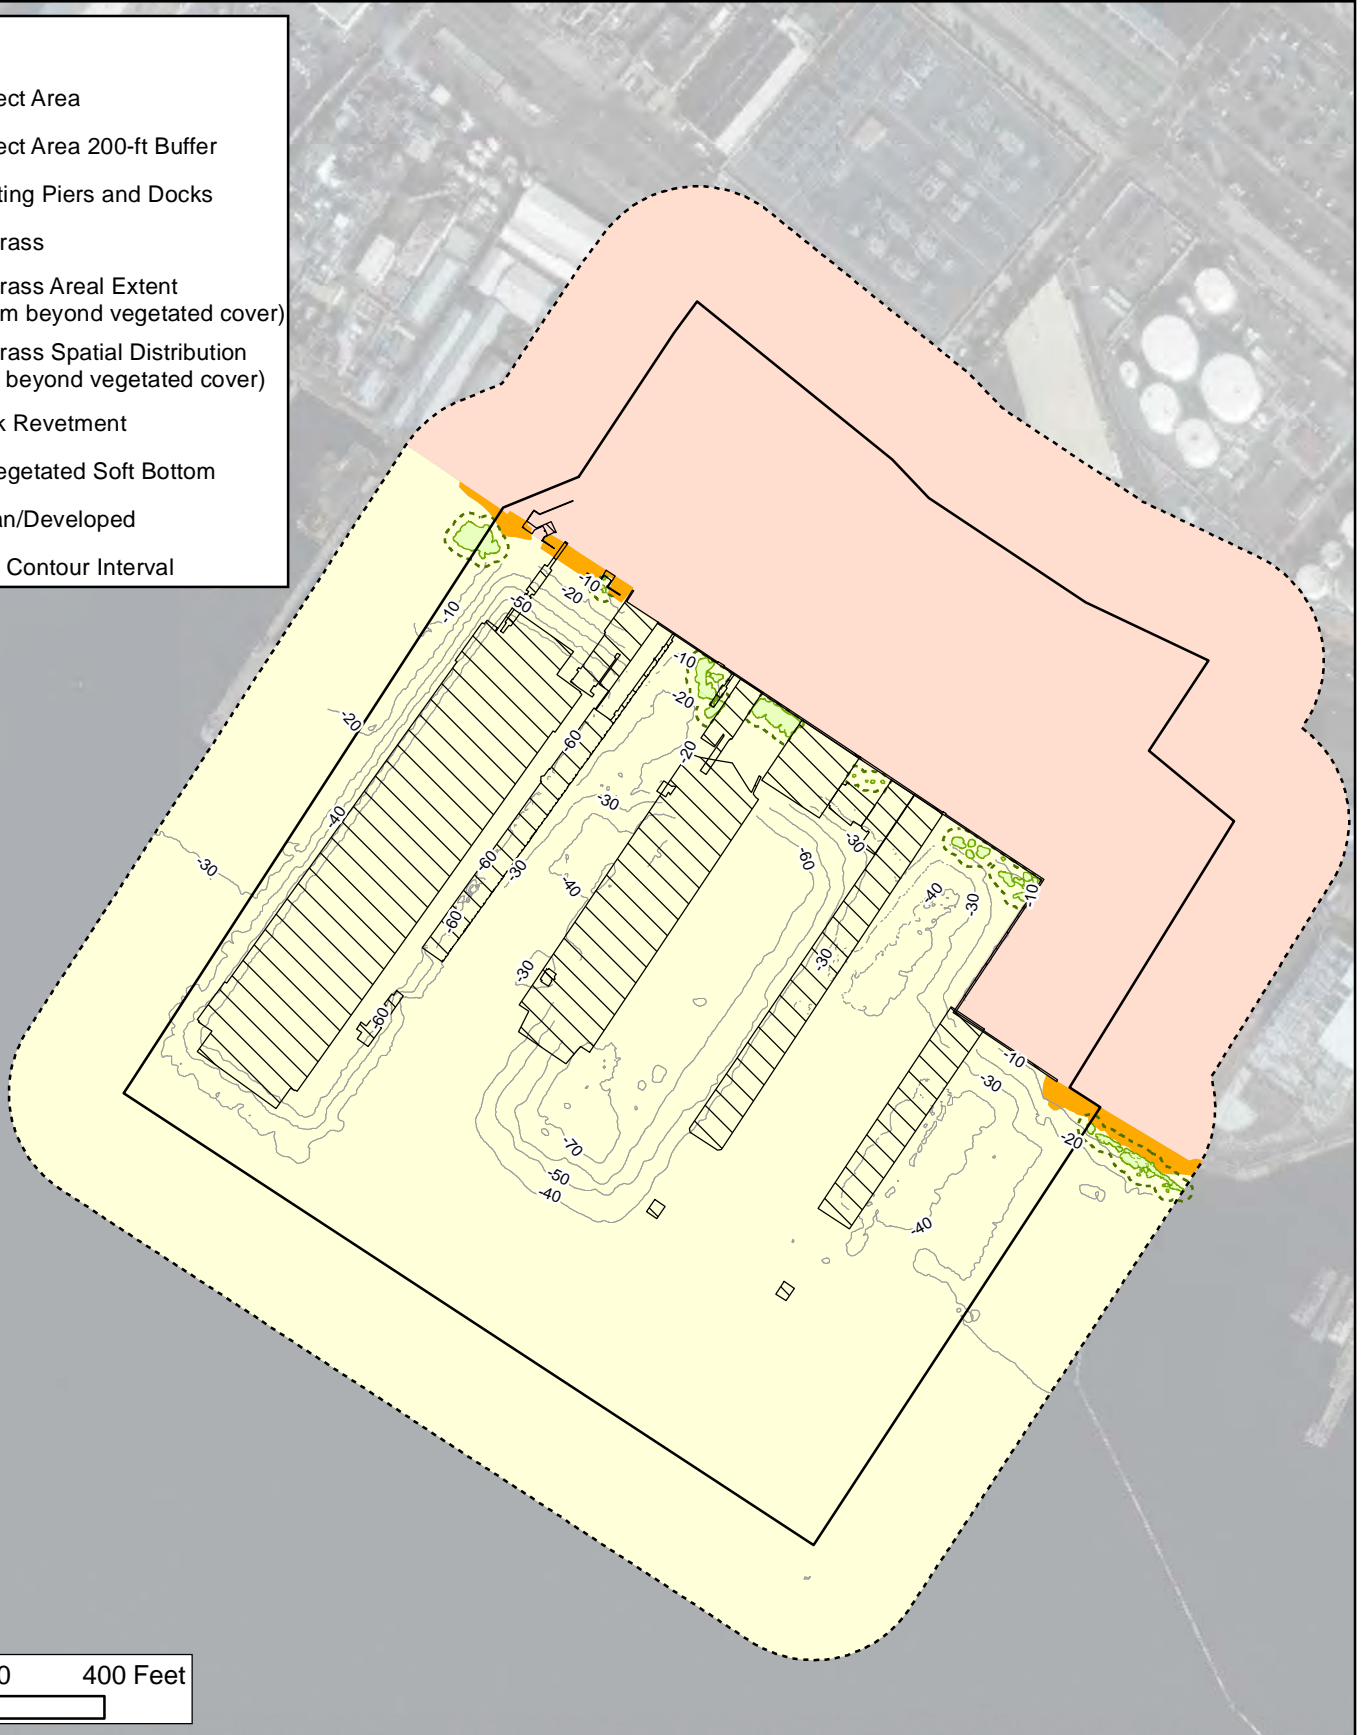 ect Area
ect Area 200-ft Buffer
ting Piers and Docks
rass
rass Areal Extent
m beyond vegetated cover)
rass Spatial Distribution
beyond vegetated cover)
k Revetment
egetated Soft Bottom
an/Developed
Contour Interval
-10
-20
-50
-10
-10
-20
-20
-20
-60
-30
-40
-30
-60
-30
-60
-30
-40
-60
-40
-30
-10
-30
-30
-60
-10
-30
-20
-70
-50
-40
-40
0 400 Feet